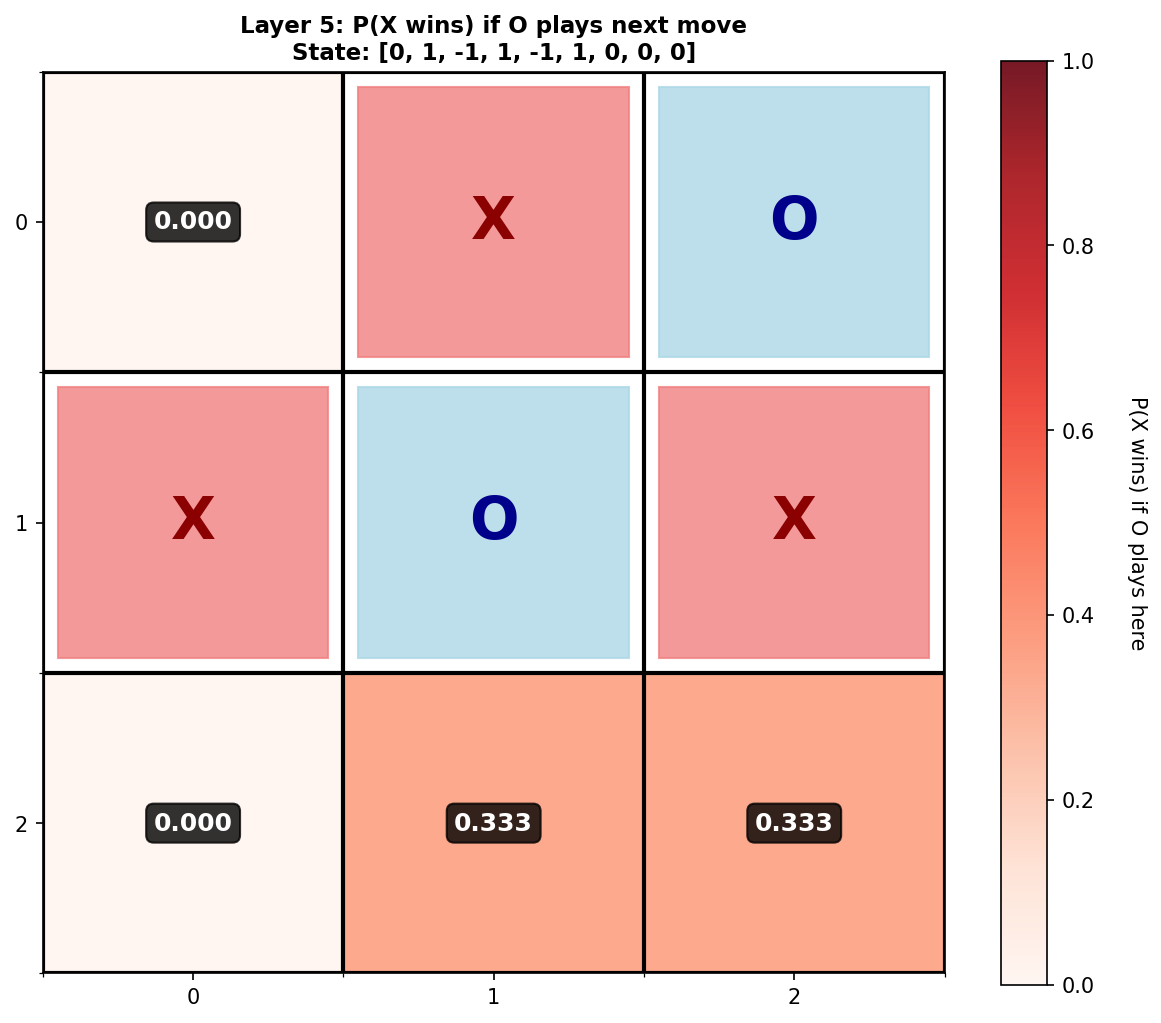 Layer 5: P(X wins) if O plays next move
State: [0, 1, -1, 1, -1, 1, 0, 0, 0]
0
0.000
X
O
1
X
O
X
2
0.000
0.333
0.333
0
1
2
1.0
0.8
0.6
0.4
0.2
0.0
P(X wins) if O plays here